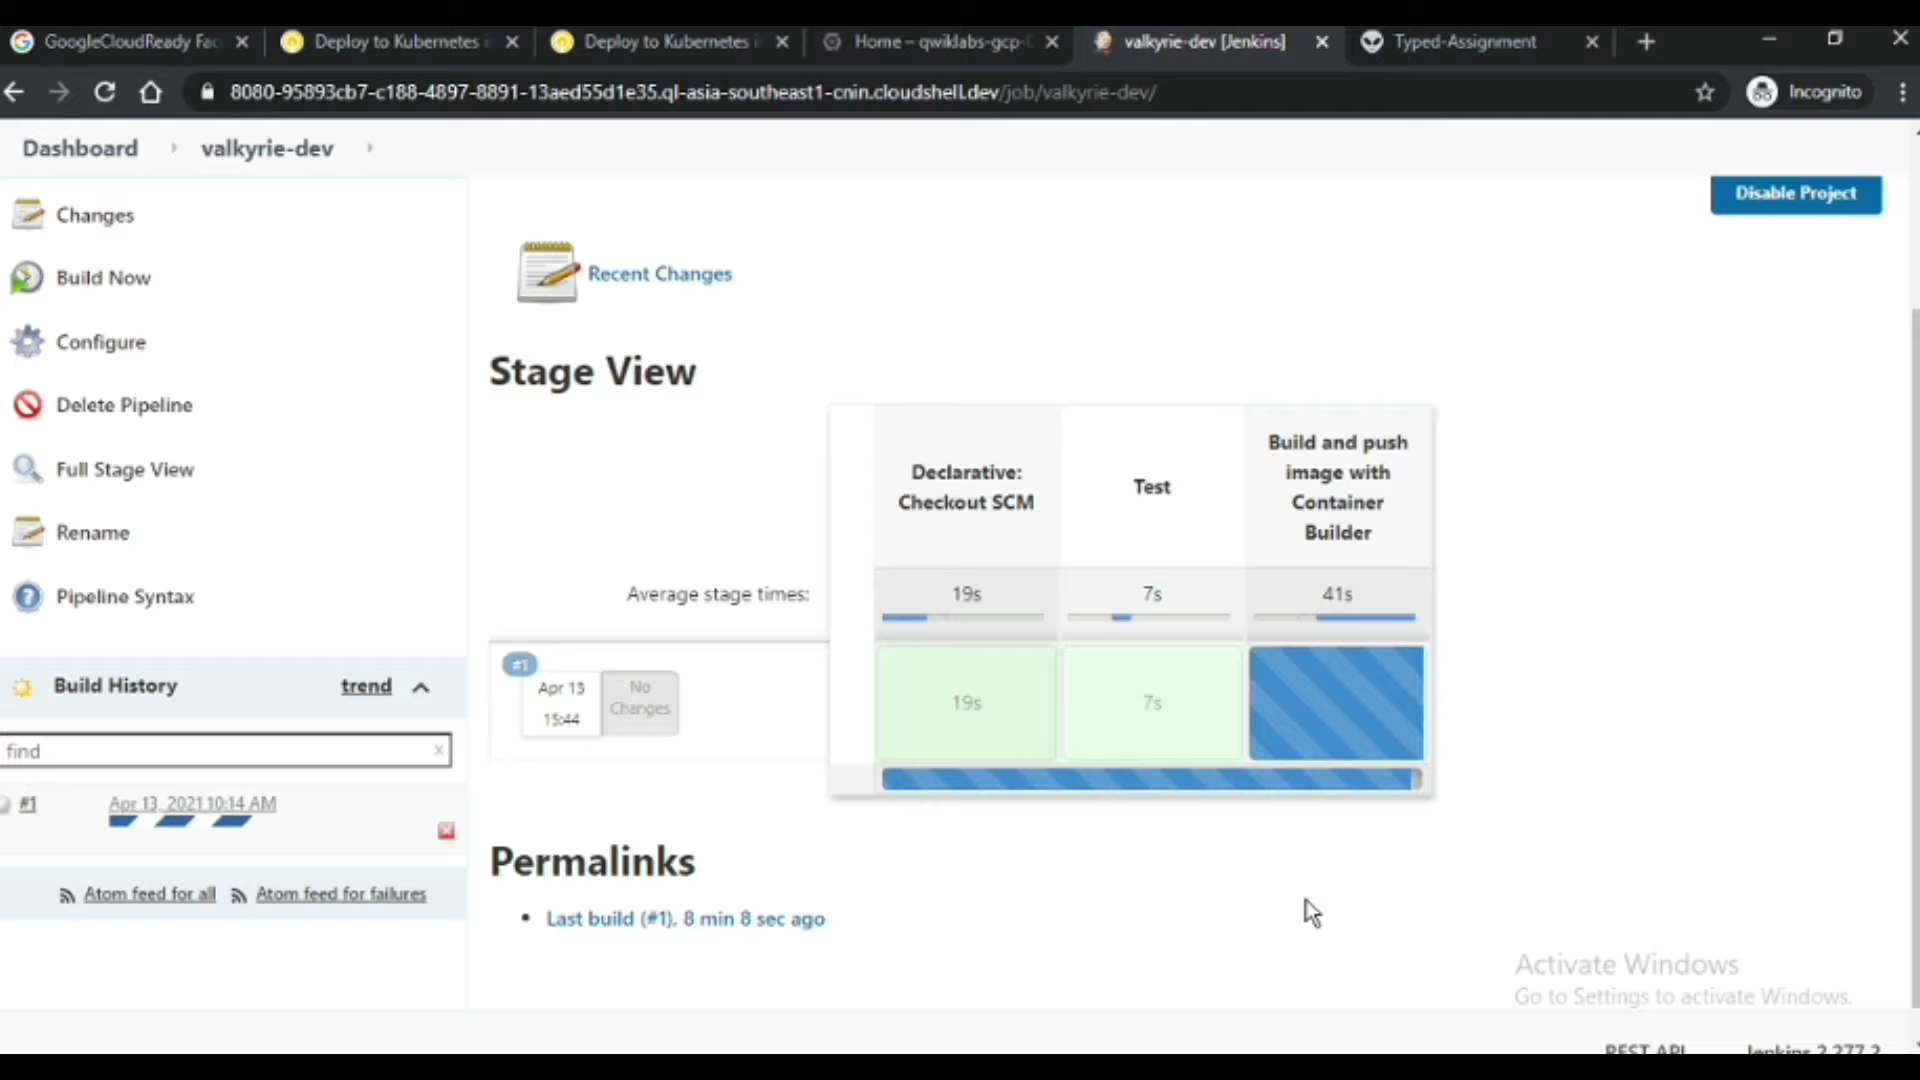 GoogleCloudReady Fac
Deploy to Kubernetes i
Deploy to Kubernetes i
Home – qwiklabs-gcp-
valkyrie-dev [Jenkins]
Typed-Assignment
8080-95893cb7-c188-4897-8891-13aed55d1e35.ql-asia-southeast1-cnin.cloudshell.dev/job/valkyrie-dev/
Incognito
Dashboard
valkyrie-dev
Changes
Build Now
Configure
Delete Pipeline
Full Stage View
Rename
Pipeline Syntax
Build History
trend
find
x
#1
Apr 13, 2021 10:14 AM
Atom feed for all
Atom feed for failures
Disable Project
Recent Changes
Stage View
Declarative:
Checkout SCM
Test
Build and push
image with
Container
Builder
Average stage times:
19s
7s
41s
#1
Apr 13
15:44
No
Changes
19s
7s
Permalinks
• Last build (#1), 8 min 8 sec ago
Activate Windows
Go to Settings to activate Windows.
REST API
Jenkins 2.277.2